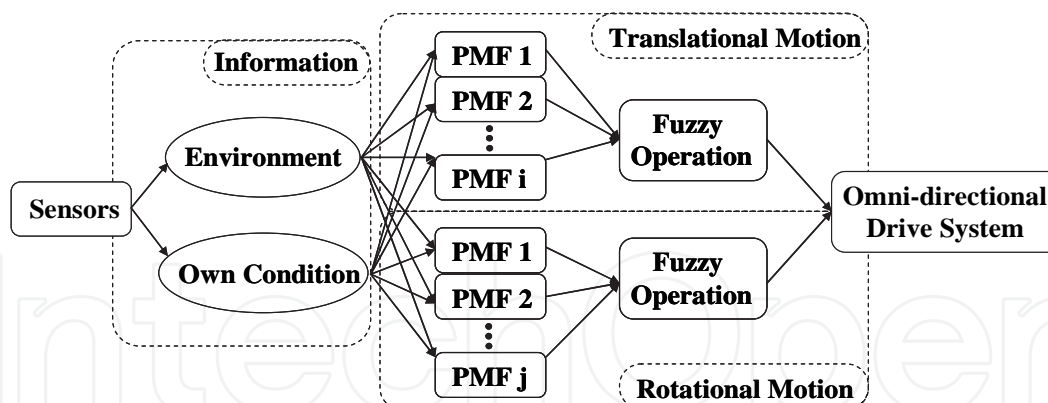 Information
Translational Motion
PMF 1
PMF 2
PMF i
Fuzzy
Operation
Environment
Sensors
Own Condition
Omni-directional
Drive System
PMF 1
PMF 2
PMF j
Fuzzy
Operation
Rotational Motion
IntechOpen